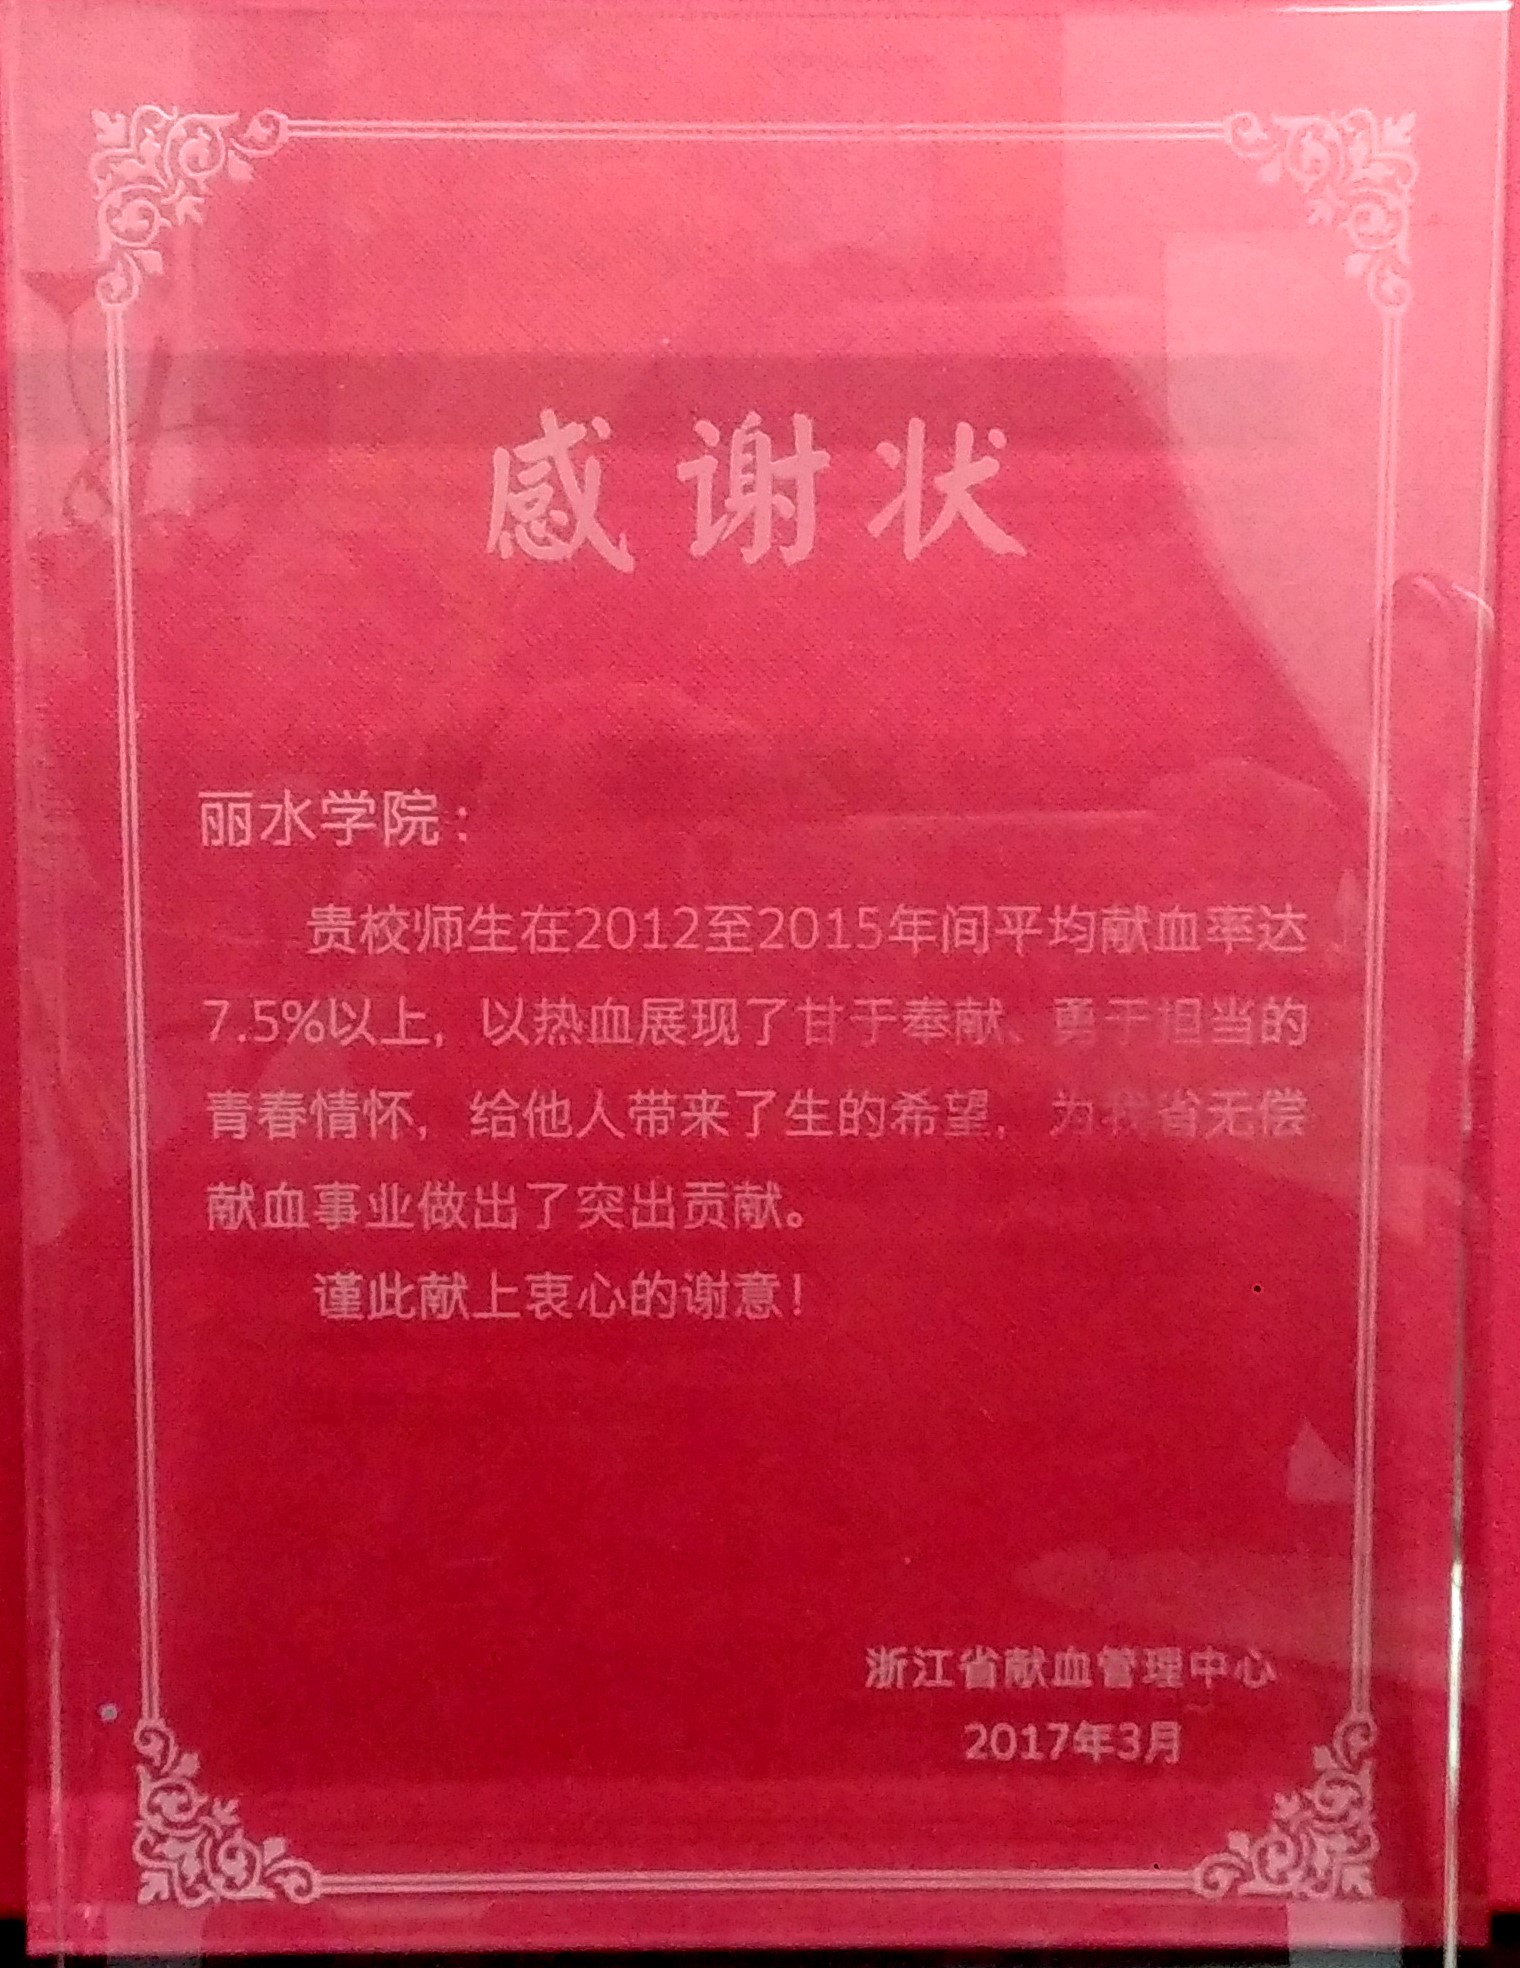 感谢状
丽水学院：
贵校师生在2012至2015年间平均献血率达
7.5%以上，以热血展现了甘于奉献、勇于担当的
青春情怀，给他人带来了生的希望，为我省无偿
献血事业做出了突出贡献。
谨此献上衷心的谢意！
浙江省献血管理中心
2017年3月